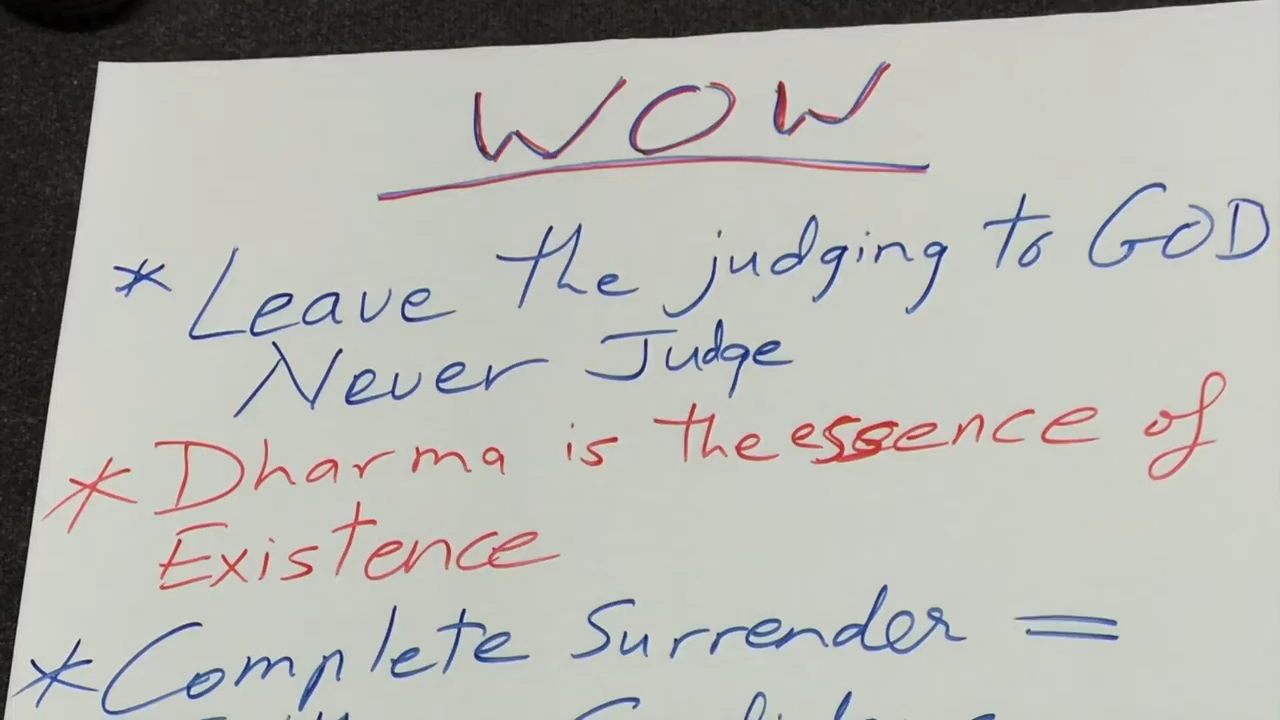 WOW
* Leave the judging to GOD
Never Judge
* Dharma is the essence of
Existence
* Complete Surrender =